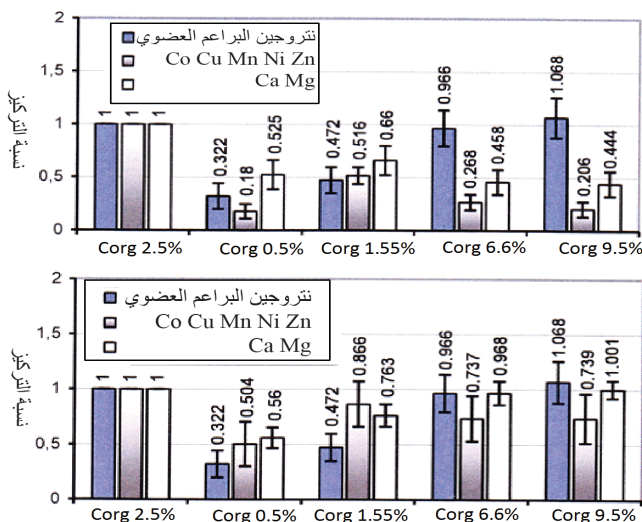 2
1,5
1
0,5
0
نسبة التركيز
نتروجين البراعم العضوي
Co Cu Mn Ni Zn
Ca Mg
1 1 1
0,322 0,18 0,525
0,472 0,516 0,66
0,966 0,268 0,458
1,068 0,206 0,444
Corg 2.5% Corg 0.5% Corg 1.55% Corg 6.6% Corg 9.5%
2
1,5
1
0,5
0
نسبة التركيز
نتروجين البراعم العضوي
Co Cu Mn Ni Zn
Ca Mg
1 1 1
0,322 0,504 0,56
0,472 0,866 0,763
0,966 0,737 0,968
1,068 0,739 1,001
Corg 2.5% Corg 0.5% Corg 1.55% Corg 6.6% Corg 9.5%